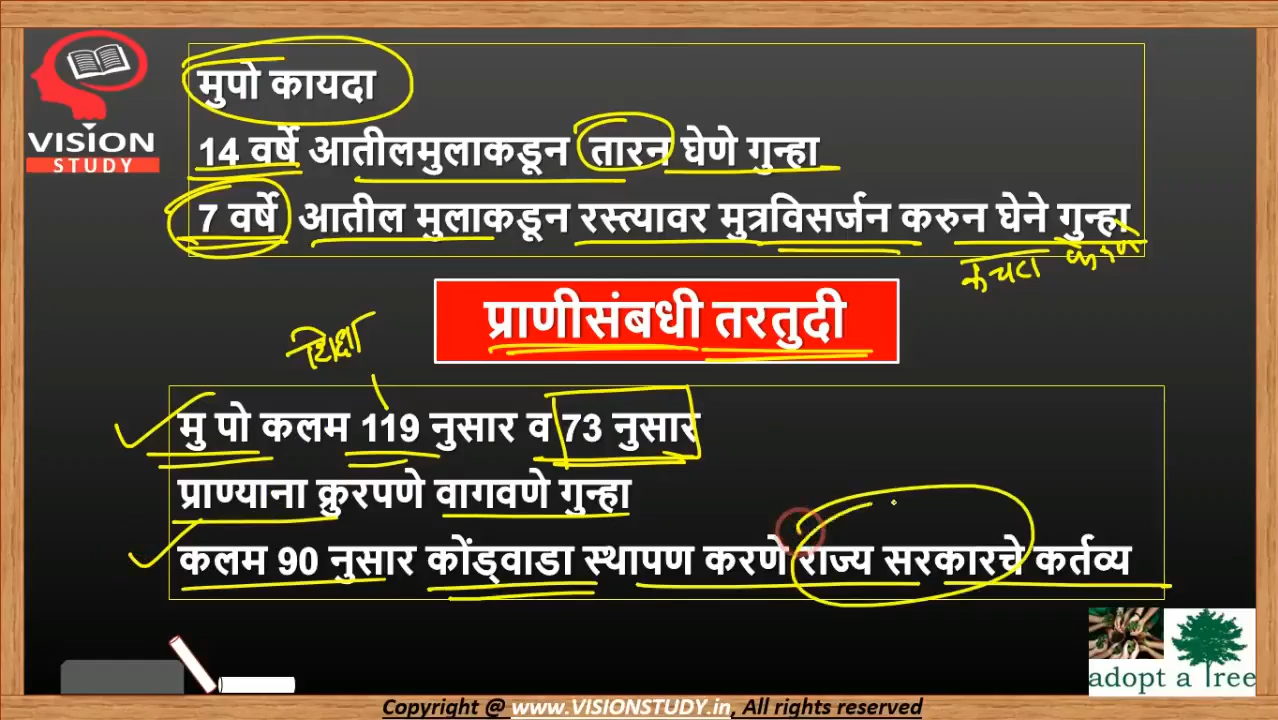 VISION
STUDY
मुपो कायदा
14 वर्षे आतीलमुलाकडून तारन घेणे गुन्हा
7 वर्षे आतील मुलाकडून रस्त्यावर मुत्रविसर्जन करुन घेने गुन्हा
कचटा
प्राणीसंबधी तरतुदी
शिक्षा
मु पो कलम 119 नुसार व 73 नुसार
प्राण्याना क्रुरपणे वागवणे गुन्हा
कलम 90 नुसार कोंड्वाडा स्थापण करणे राज्य सरकारचे कर्तव्य
adopt a Tree
Copyright @ www.VISIONSTUDY.in, All rights reserved